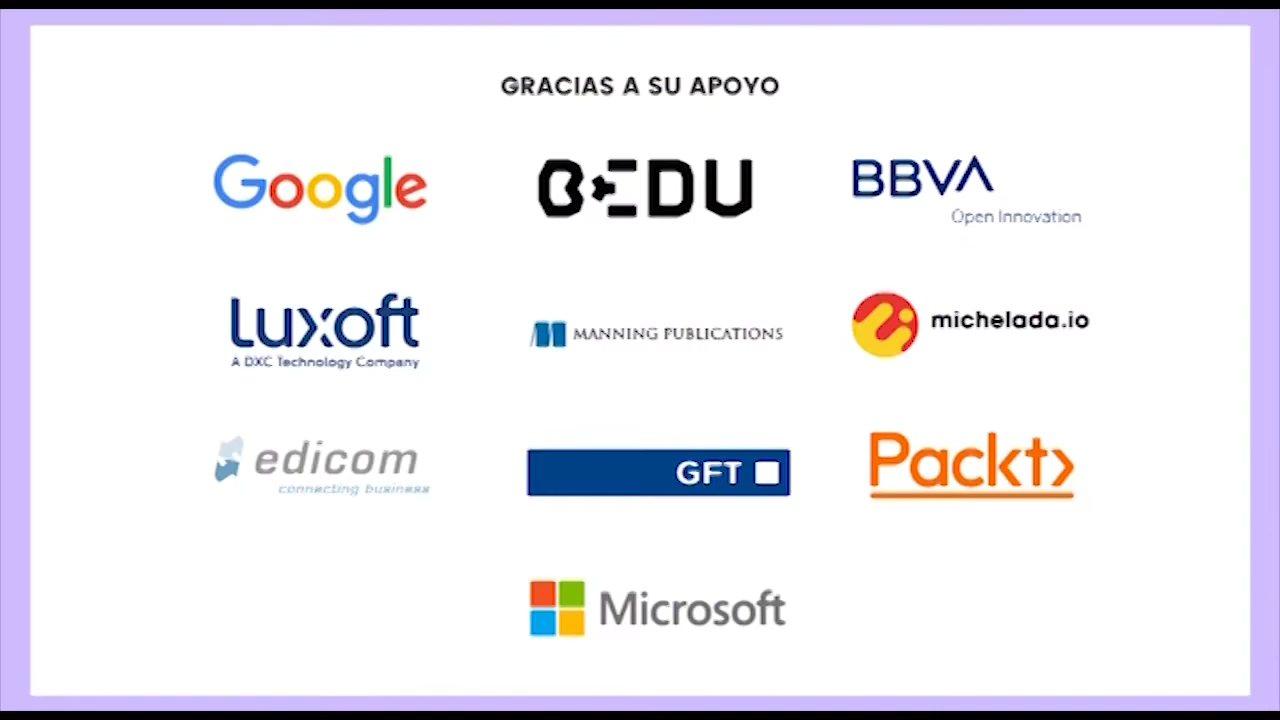 GRACIAS A SU APOYO
Google
BEDU
BBVA
Open Innovation
Luxoft
A DXC Technology Company
MANNING PUBLICATIONS
michelada.io
edicom
connecting business
GFT
Packt
Microsoft